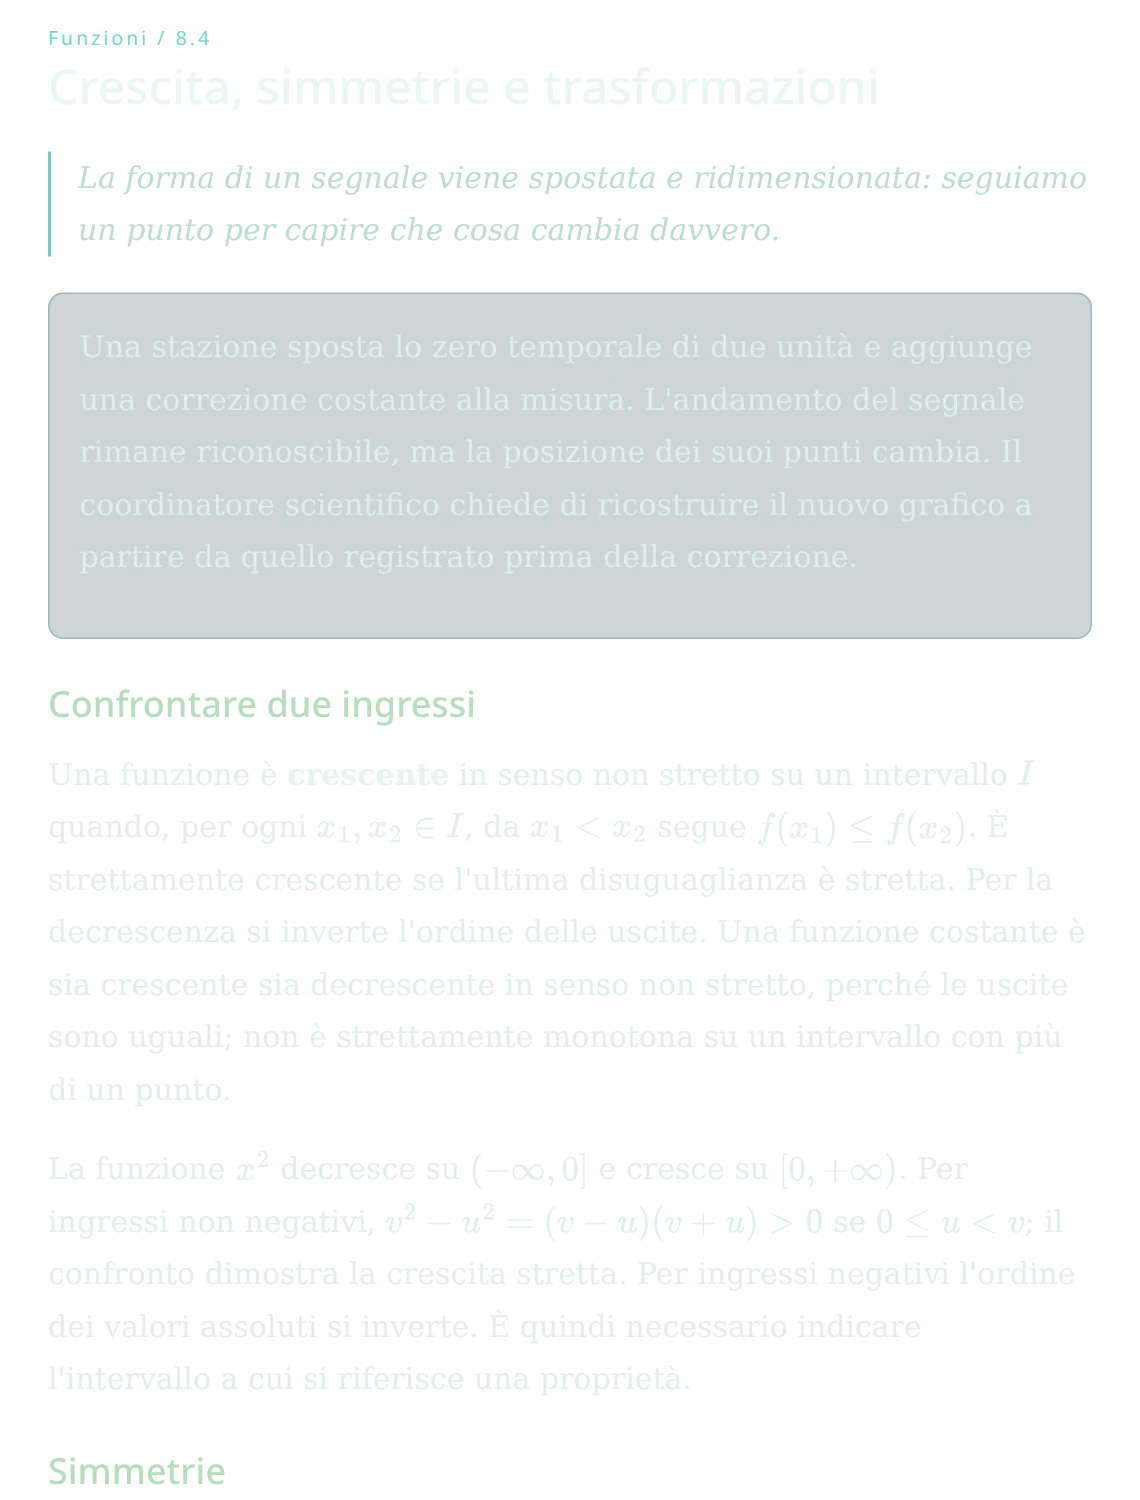 Funzioni / 8.4
Crescita, simmetrie e trasformazioni
La forma di un segnale viene spostata e ridimensionata: seguiamo
un punto per capire che cosa cambia davvero.
Una stazione sposta lo zero temporale di due unità e aggiunge
una correzione costante alla misura. L'andamento del segnale
rimane riconoscibile, ma la posizione dei suoi punti cambia. Il
coordinatore scientifico chiede di ricostruire il nuovo grafico a
partire da quello registrato prima della correzione.
Confrontare due ingressi
Una funzione è crescente in senso non stretto su un intervallo I
quando, per ogni x₁, x₂ ∈ I, da x₁ < x₂ segue f(x₁) ≤ f(x₂). È
strettamente crescente se l'ultima disuguaglianza è stretta. Per la
decrescenza si inverte l'ordine delle uscite. Una funzione costante è
sia crescente sia decrescente in senso non stretto, perché le uscite
sono uguali; non è strettamente monotona su un intervallo con più
di un punto.
La funzione x² decresce su (−∞, 0] e cresce su [0, +∞). Per
ingressi non negativi, v² − u² = (v − u)(v + u) > 0 se 0 ≤ u < v; il
confronto dimostra la crescita stretta. Per ingressi negativi l'ordine
dei valori assoluti si inverte. È quindi necessario indicare
l'intervallo a cui si riferisce una proprietà.
Simmetrie